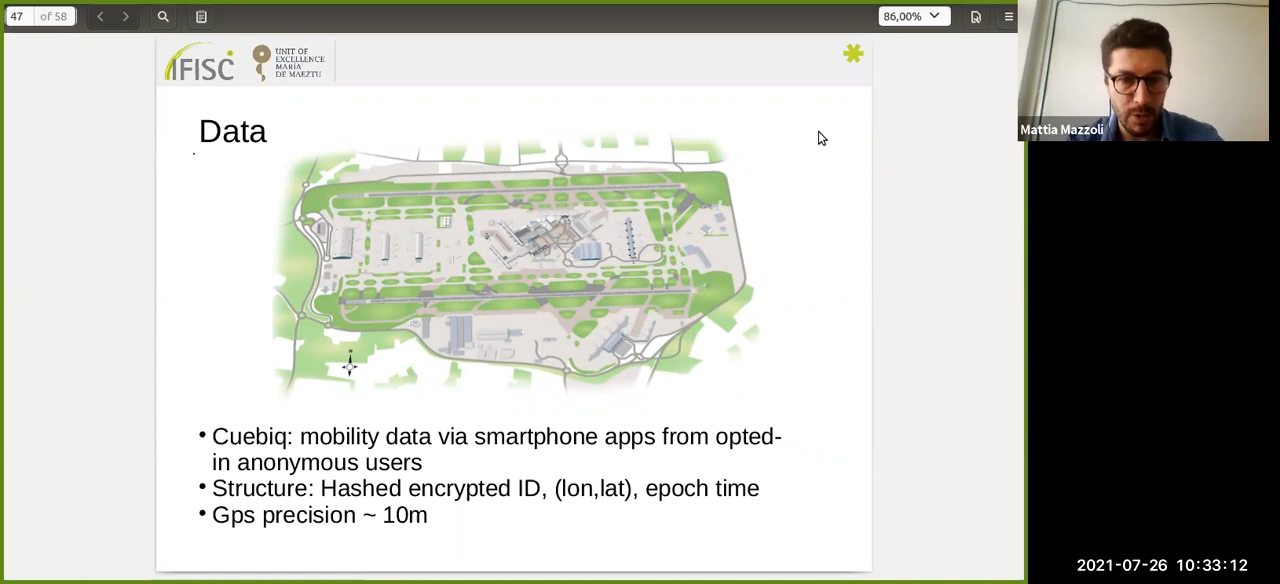 47 of 58
86,00%
IFISC
UNIT OF
EXCELLENCE
MARÍA
DE MAEZTU
Mattia Mazzoli
Data
N
• Cuebiq: mobility data via smartphone apps from opted-
in anonymous users
• Structure: Hashed encrypted ID, (lon,lat), epoch time
• Gps precision ~ 10m
2021-07-26 10:33:12